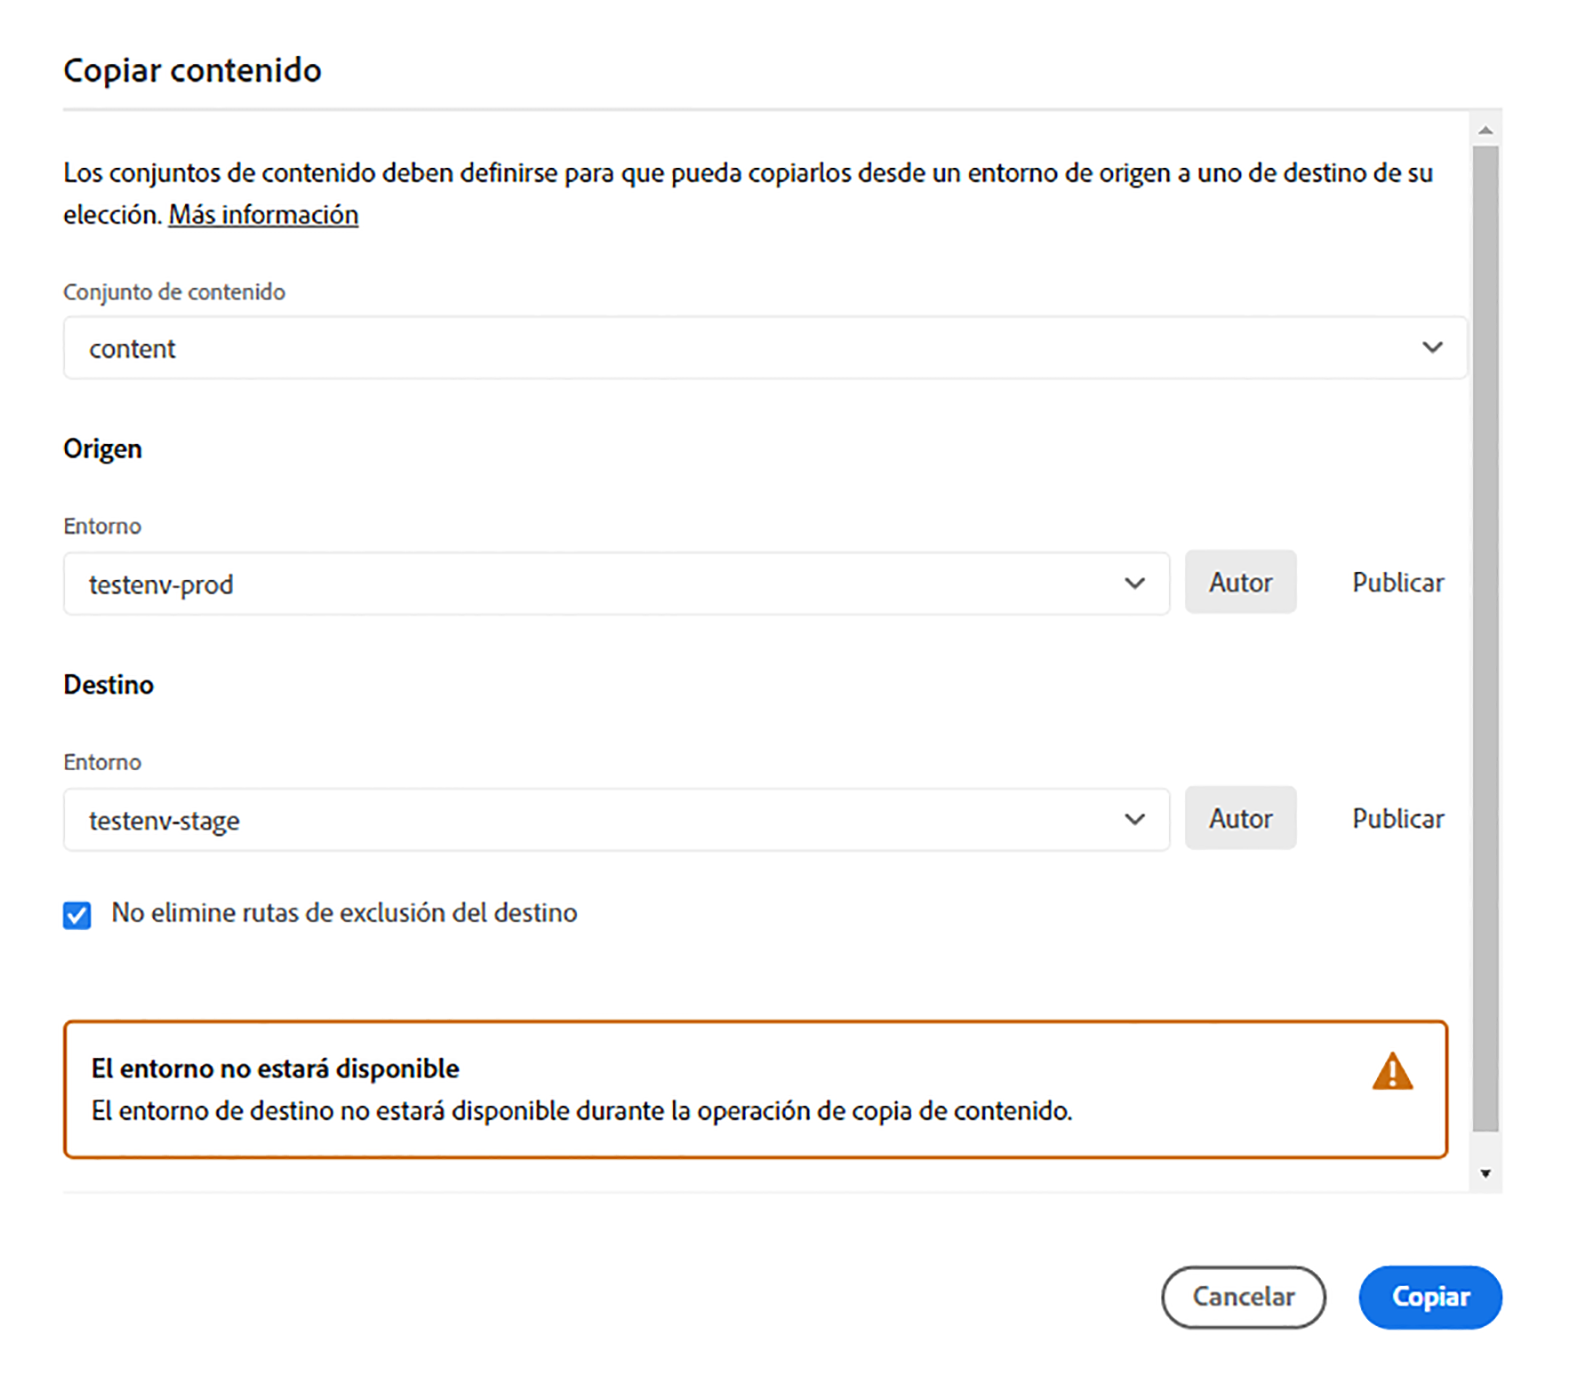 Copiar contenido
Los conjuntos de contenido deben definirse para que pueda copiarlos desde un entorno de origen a uno de destino de su
elección. Más información
Conjunto de contenido
content
Origen
Entorno
testenv-prod
Autor
Publicar
Destino
Entorno
testenv-stage
Autor
Publicar
No elimine rutas de exclusión del destino
El entorno no estará disponible
El entorno de destino no estará disponible durante la operación de copia de contenido.
Cancelar
Copiar